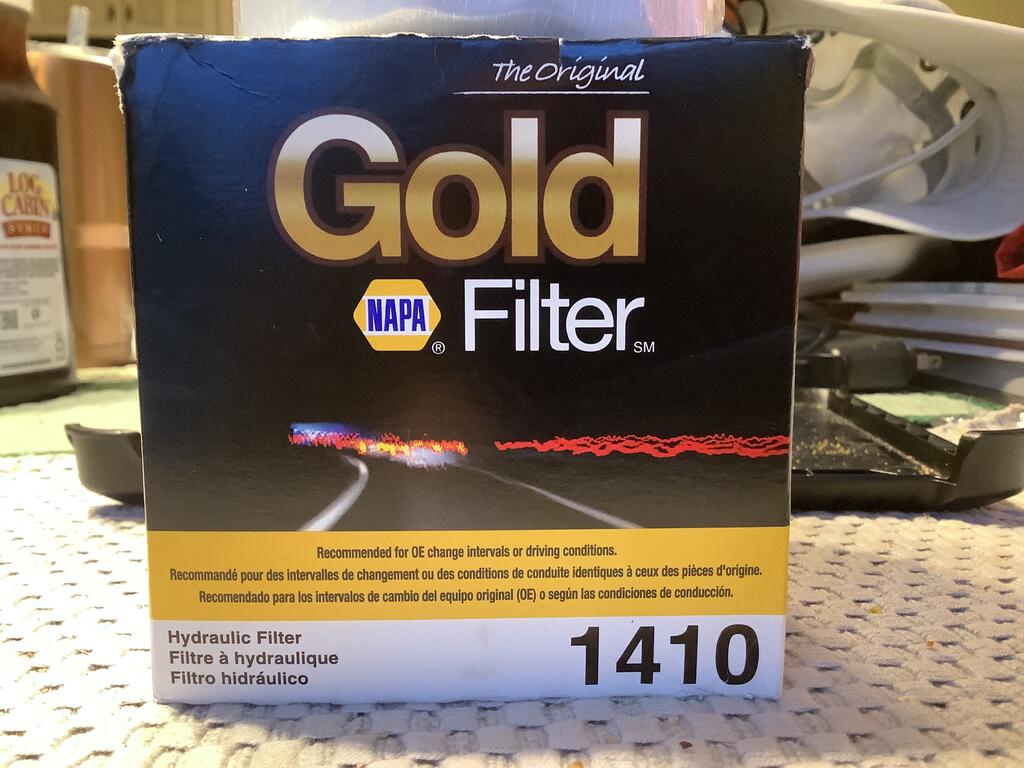 The Original
Gold
NAPA ® Filter SM
Recommended for OE change intervals or driving conditions.
Recommandé pour des intervalles de changement ou des conditions de conduite identiques à ceux des pièces d'origine.
Recomendado para los intervalos de cambio del equipo original (OE) o según las condiciones de conducción.
Hydraulic Filter
Filtre à hydraulique
Filtro hidráulico
1410
LOG
CABIN
SYRUP